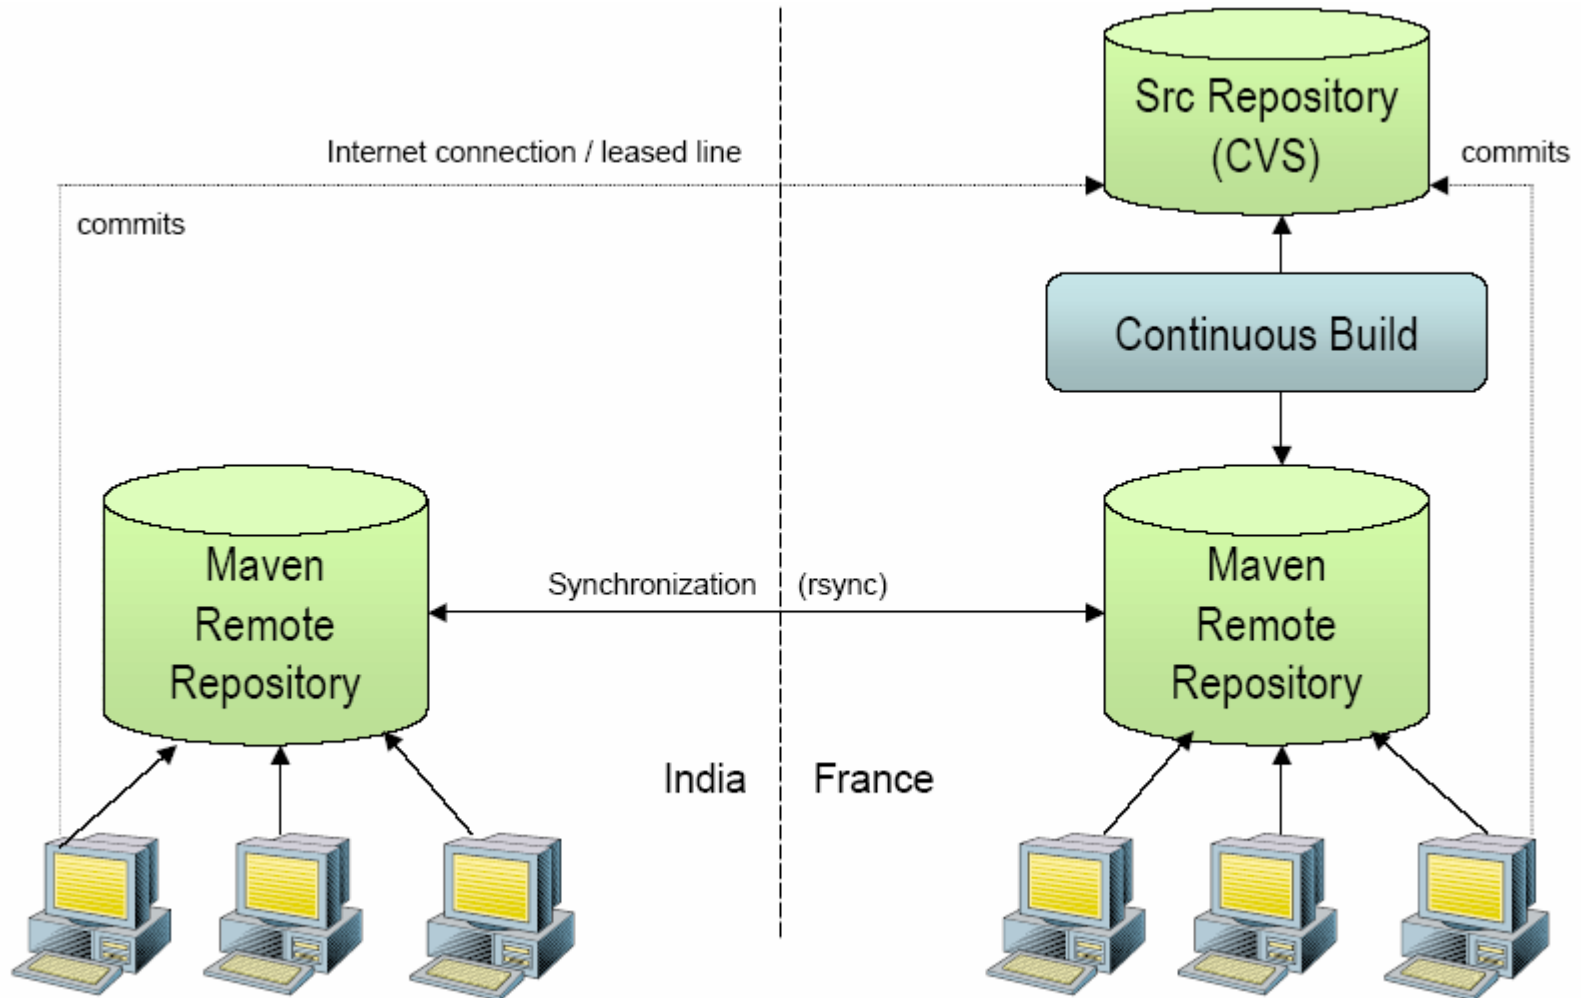 Src Repository
(CVS)
Internet connection / leased line
commits
commits
Continuous Build
Maven
Remote
Repository
Synchronization (rsync)
Maven
Remote
Repository
India
France